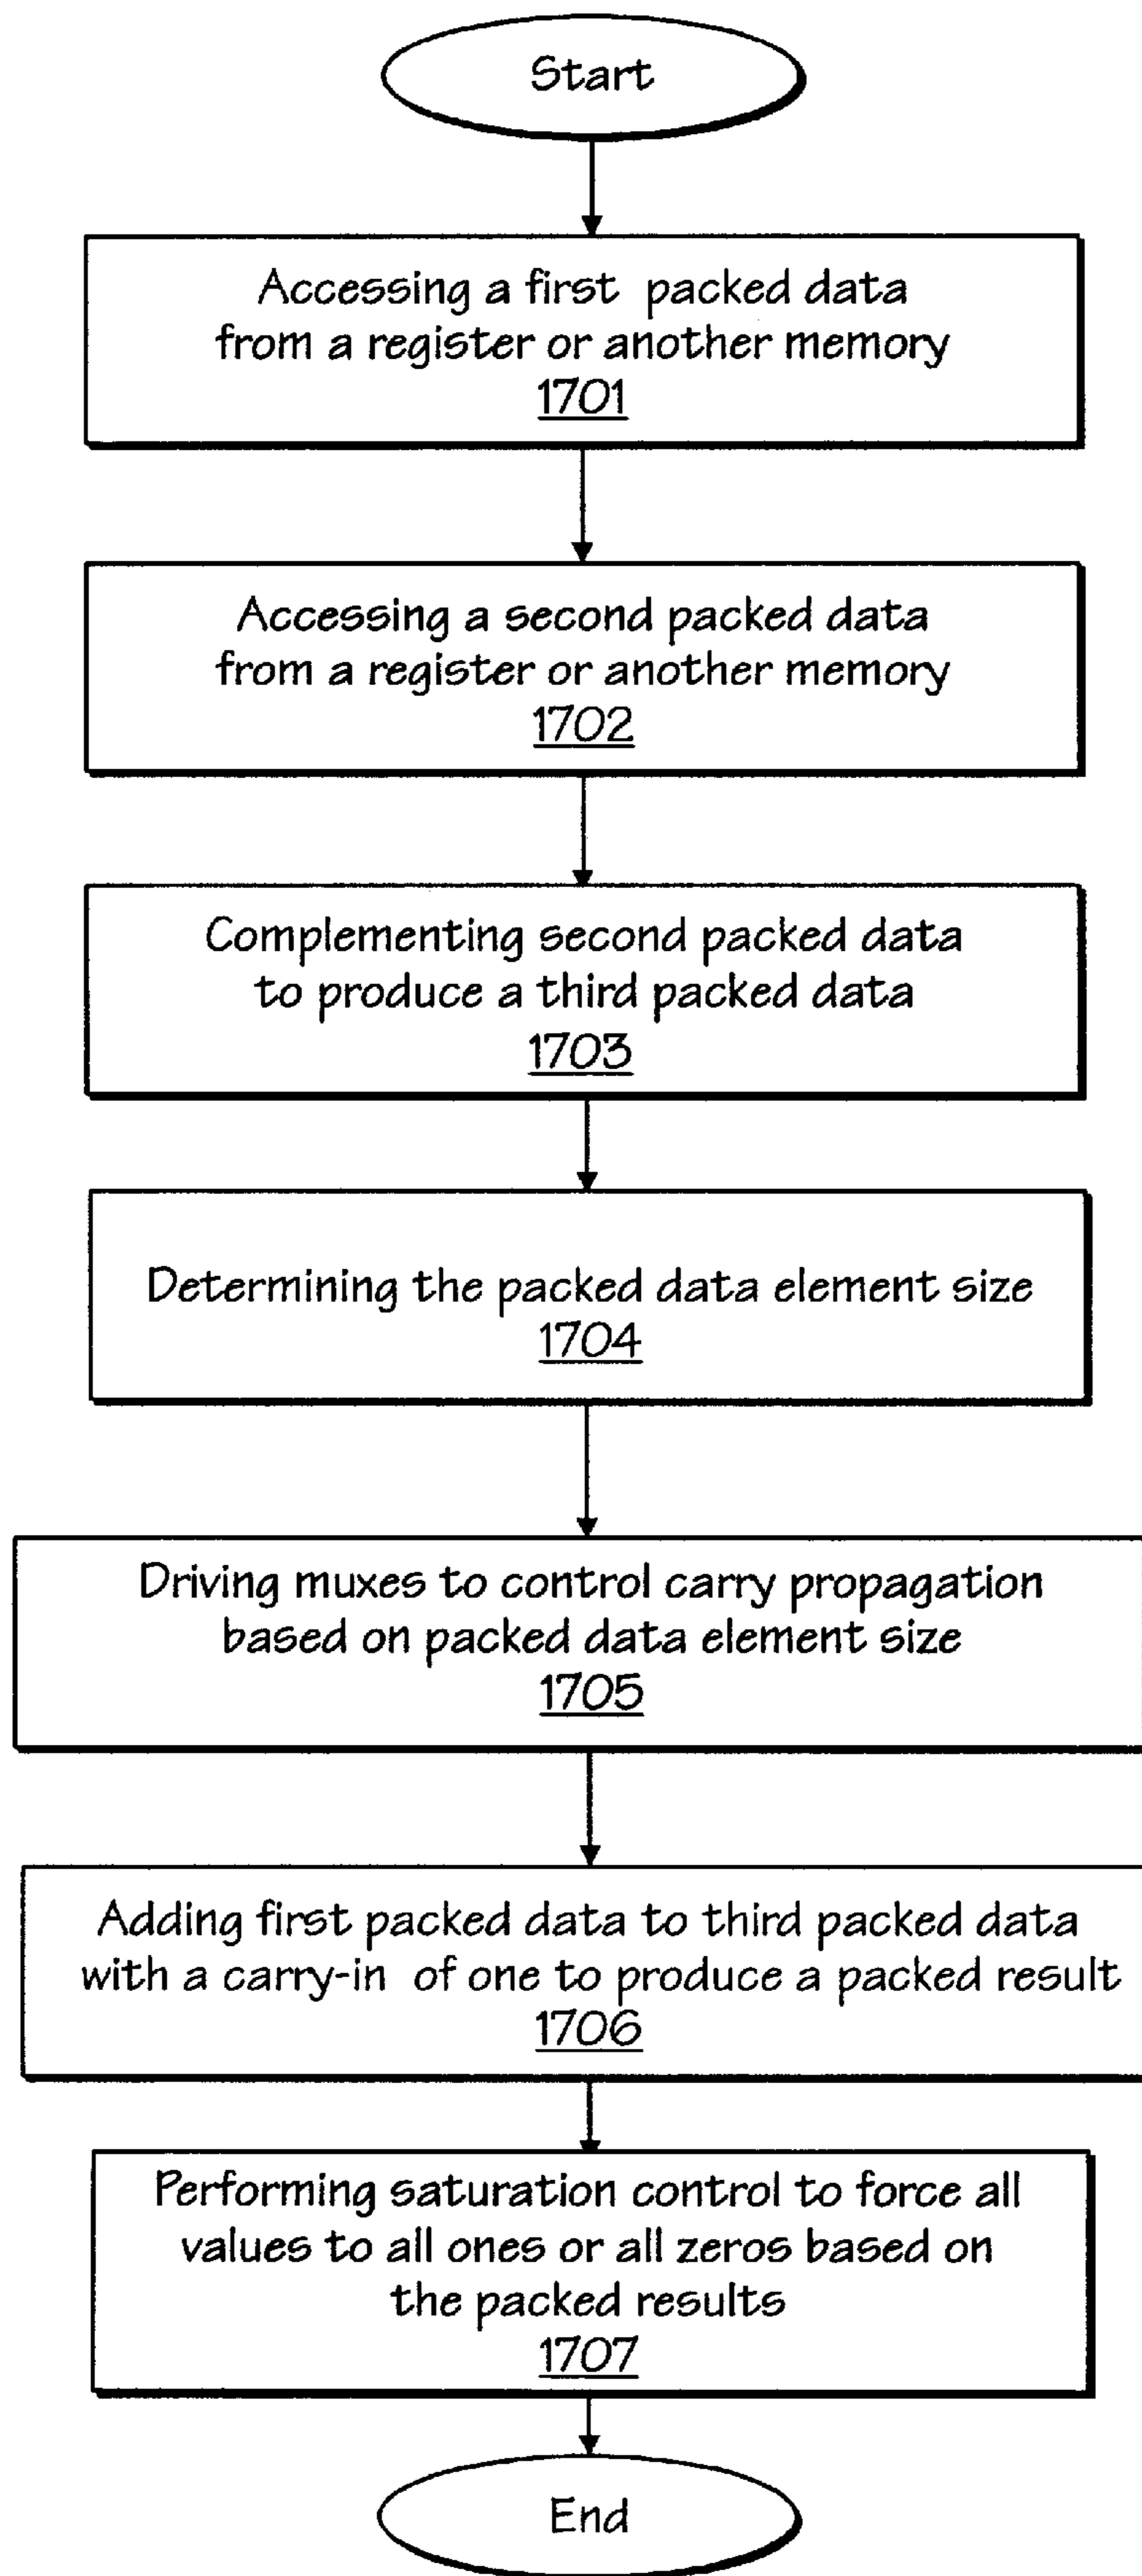 Start
Accessing a first packed data
from a register or another memory
1701
Accessing a second packed data
from a register or another memory
1702
Complementing second packed data
to produce a third packed data
1703
Determining the packed data element size
1704
Driving muxes to control carry propagation
based on packed data element size
1705
Adding first packed data to third packed data
with a carry-in of one to produce a packed result
1706
Performing saturation control to force all
values to all ones or all zeros based on
the packed results
1707
End